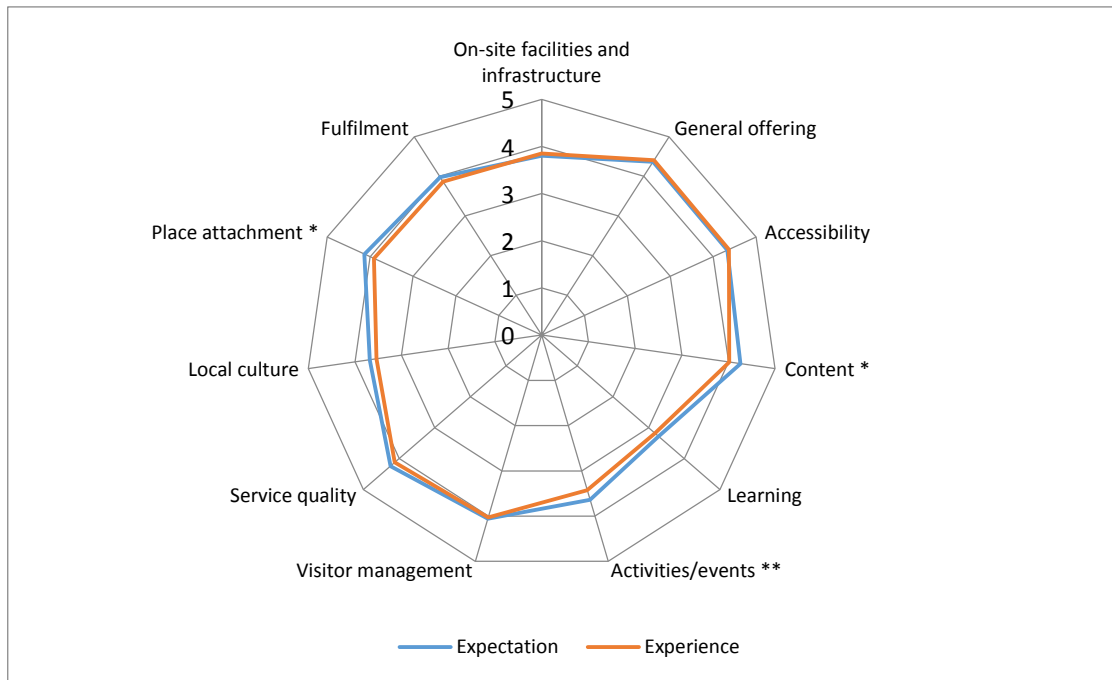 On-site facilities and
infrastructure
5
Fulfilment
General offering
4
3
Place attachment *
Accessibility
2
1
0
Local culture
Content *
Service quality
Learning
Visitor management
Activities/events **
Expectation
Experience